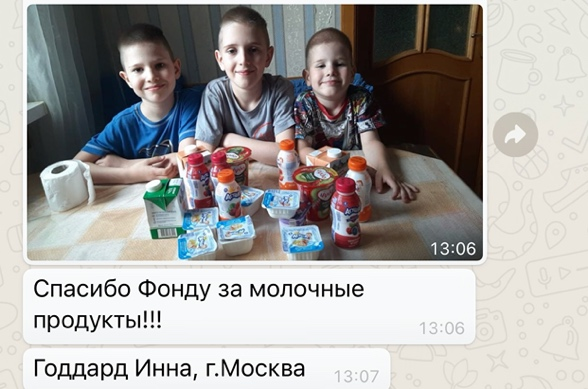 13:06
Спасибо Фонду за молочные
продукты!!!
13:06
Годдард Инна, г.Москва
13:07